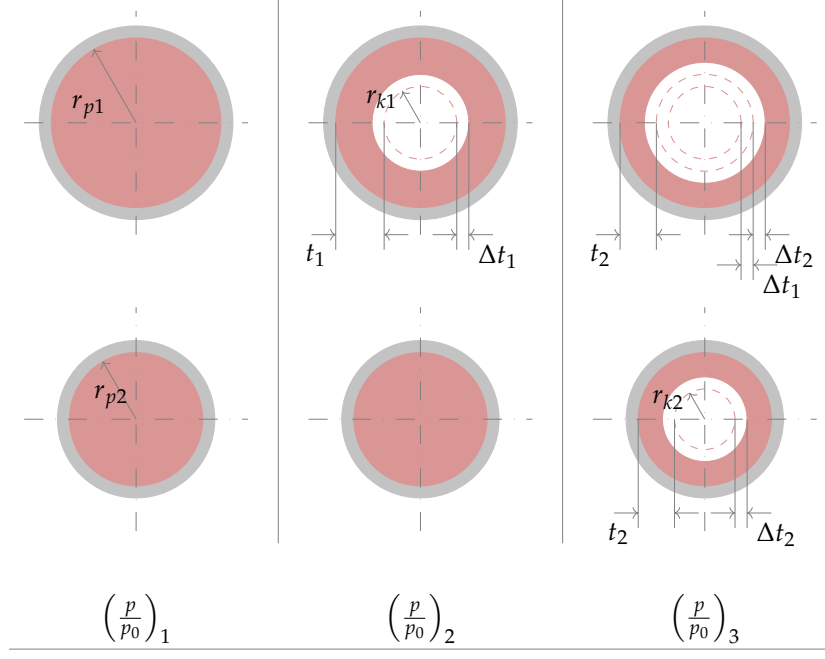 r_{p1}
r_{k1}
t_1 Δt_1 t_2 Δt_2
Δt_1
r_{p2} r_{k2}
t_2 Δt_2
(p/p_0)_1 (p/p_0)_2 (p/p_0)_3